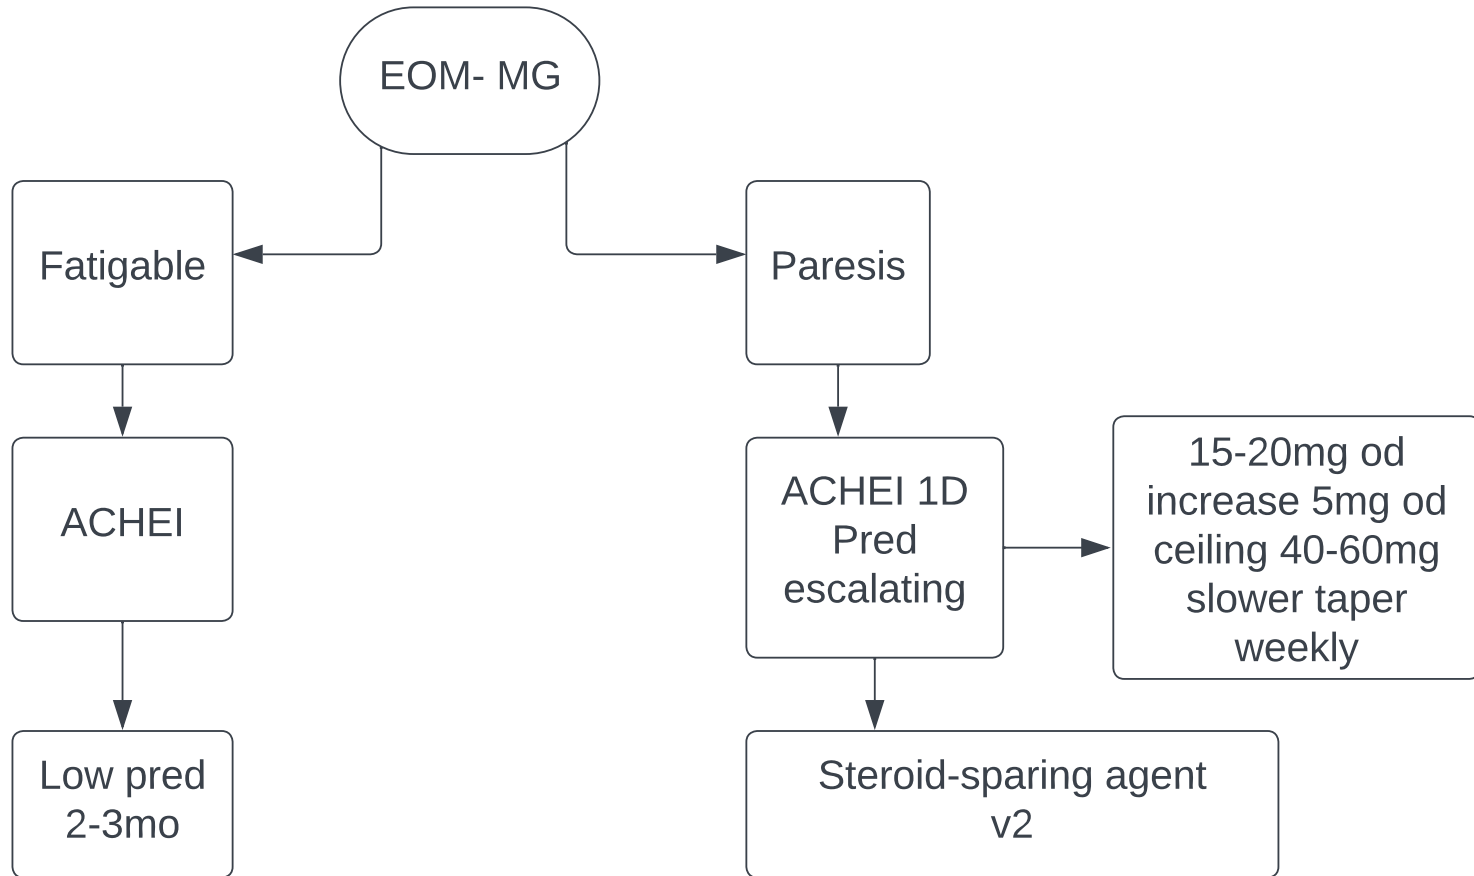 EOM- MG
Fatigable
Paresis
ACHEI
ACHEI 1D
Pred
escalating
15-20mg od
increase 5mg od
ceiling 40-60mg
slower taper
weekly
Low pred
2-3mo
Steroid-sparing agent
v2